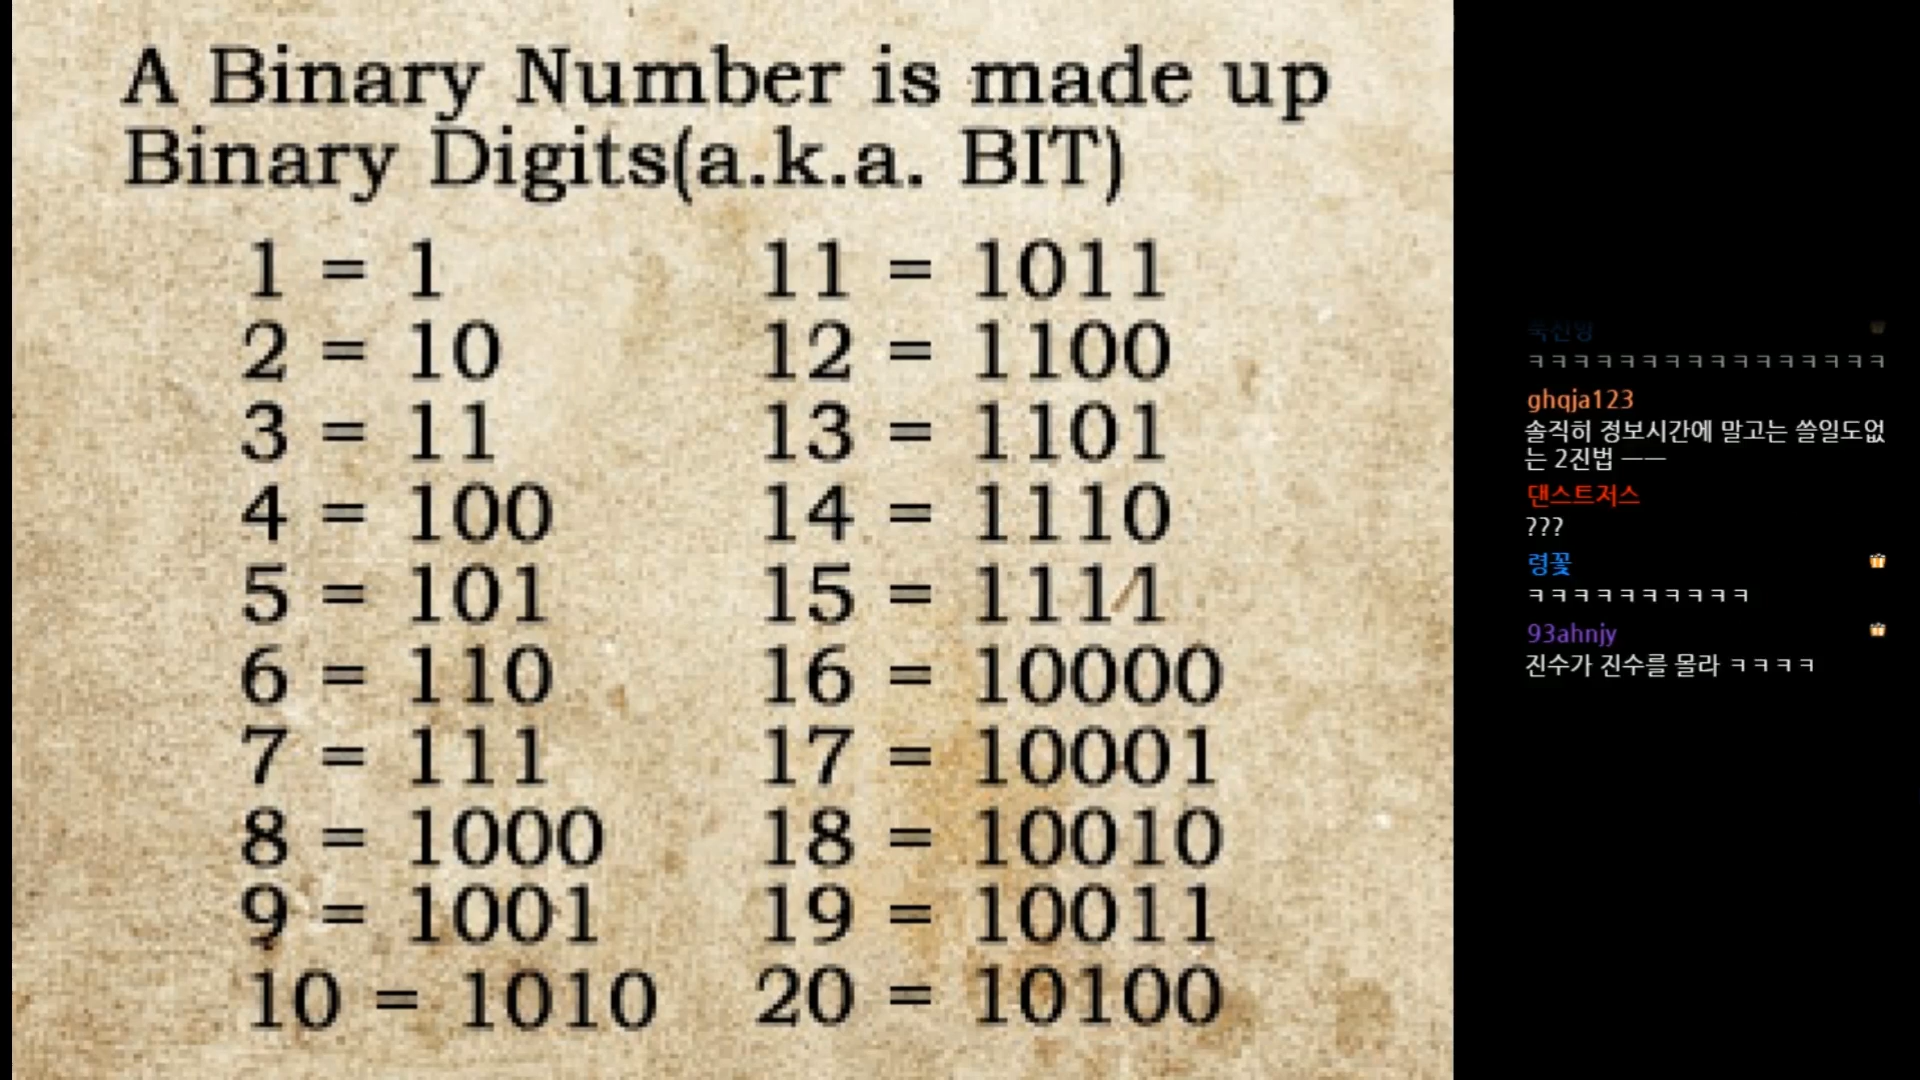 A Binary Number is made up
Binary Digits(a.k.a. BIT)
1 = 1
2 = 10
3 = 11
4 = 100
5 = 101
6 = 110
7 = 111
8 = 1000
9 = 1001
10 = 1010
11 = 1011
12 = 1100
13 = 1101
14 = 1110
15 = 1111
16 = 10000
17 = 10001
18 = 10010
19 = 10011
20 = 10100
ㅋㅋㅋㅋㅋㅋㅋㅋㅋㅋㅋㅋㅋㅋㅋㅋ
ghqja123
솔직히 정보시간에 말고는 쓸일도없
는 2진법 ㅡㅡ
댄스트저스
???
령꽃
ㅋㅋㅋㅋㅋㅋㅋㅋㅋㅋ
93ahnjy
진수가 진수를 몰라 ㅋㅋㅋㅋ